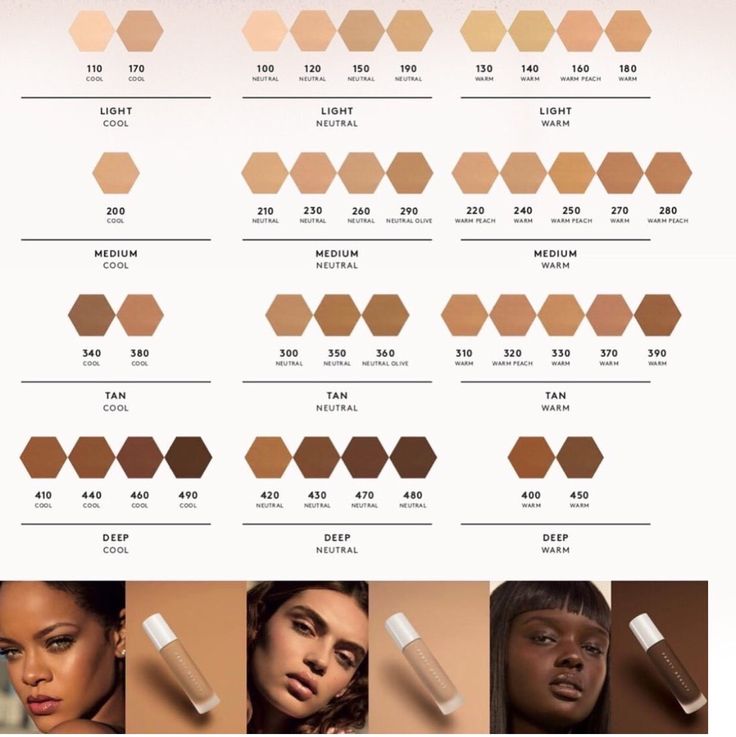 110 170 100 120 150 190 130 140 160 180
COOL COOL NEUTRAL NEUTRAL NEUTRAL NEUTRAL WARM WARM WARM PEACH WARM
LIGHT LIGHT LIGHT
COOL NEUTRAL WARM
200 210 230 260 290 220 240 250 270 280
COOL NEUTRAL NEUTRAL NEUTRAL NEUTRAL OLIVE WARM PEACH WARM WARM PEACH WARM WARM PEACH
MEDIUM MEDIUM MEDIUM
COOL NEUTRAL WARM
340 380 300 350 360 310 320 330 370 390
COOL COOL NEUTRAL NEUTRAL NEUTRAL OLIVE WARM WARM PEACH WARM WARM WARM
TAN TAN TAN
COOL NEUTRAL WARM
410 440 460 490 420 430 470 480 400 450
COOL COOL COOL COOL NEUTRAL NEUTRAL NEUTRAL NEUTRAL WARM WARM
DEEP DEEP DEEP
COOL NEUTRAL WARM
FENTY BEAUTY
FENTY BEAUTY
FENTY BEAUTY